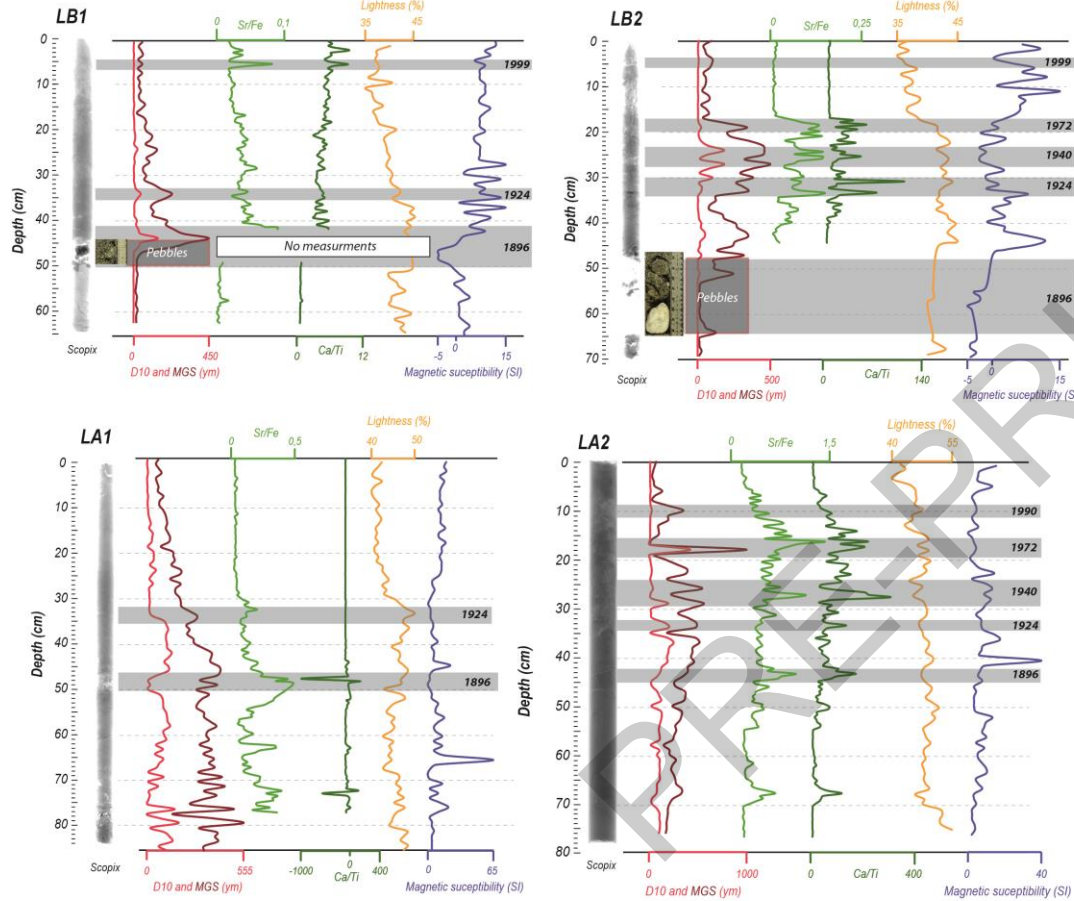 LB1
Sr/Fe
0
0,1
Lightness (%)
35
45
Depth (cm)
0
10
20
30
40
50
60
1999
1924
1896
Pebbles
No measurments
Scopix
0
450
D10 and MGS (ym)
0
12
Ca/Ti
-5
0
15
Magnetic suceptibility (SI)
LB2
Sr/Fe
0
0,25
Lightness (%)
35
45
Depth (cm)
0
10
20
30
40
50
60
70
1999
1972
1940
1924
1896
Pebbles
Scopix
0
500
D10 and MGS (ym)
0
140
Ca/Ti
-5
0
15
Magnetic suceptibility (S
LA1
Sr/Fe
0
0,5
Lightness (%)
40
50
Depth (cm)
0
10
20
30
40
50
60
70
80
1924
1896
Scopix
0
555
D10 and MGS (ym)
-1000
0
400
Ca/Ti
0
65
Magnetic suceptibility (SI)
LA2
Sr/Fe
0
1,5
Lightness (%)
40
55
Depth (cm)
0
10
20
30
40
50
60
70
80
1990
1972
1940
1924
1896
Scopix
0
1000
D10 and MGS (ym)
0
400
Ca/Ti
0
40
Magnetic suceptibility (SI)
PRE-PR